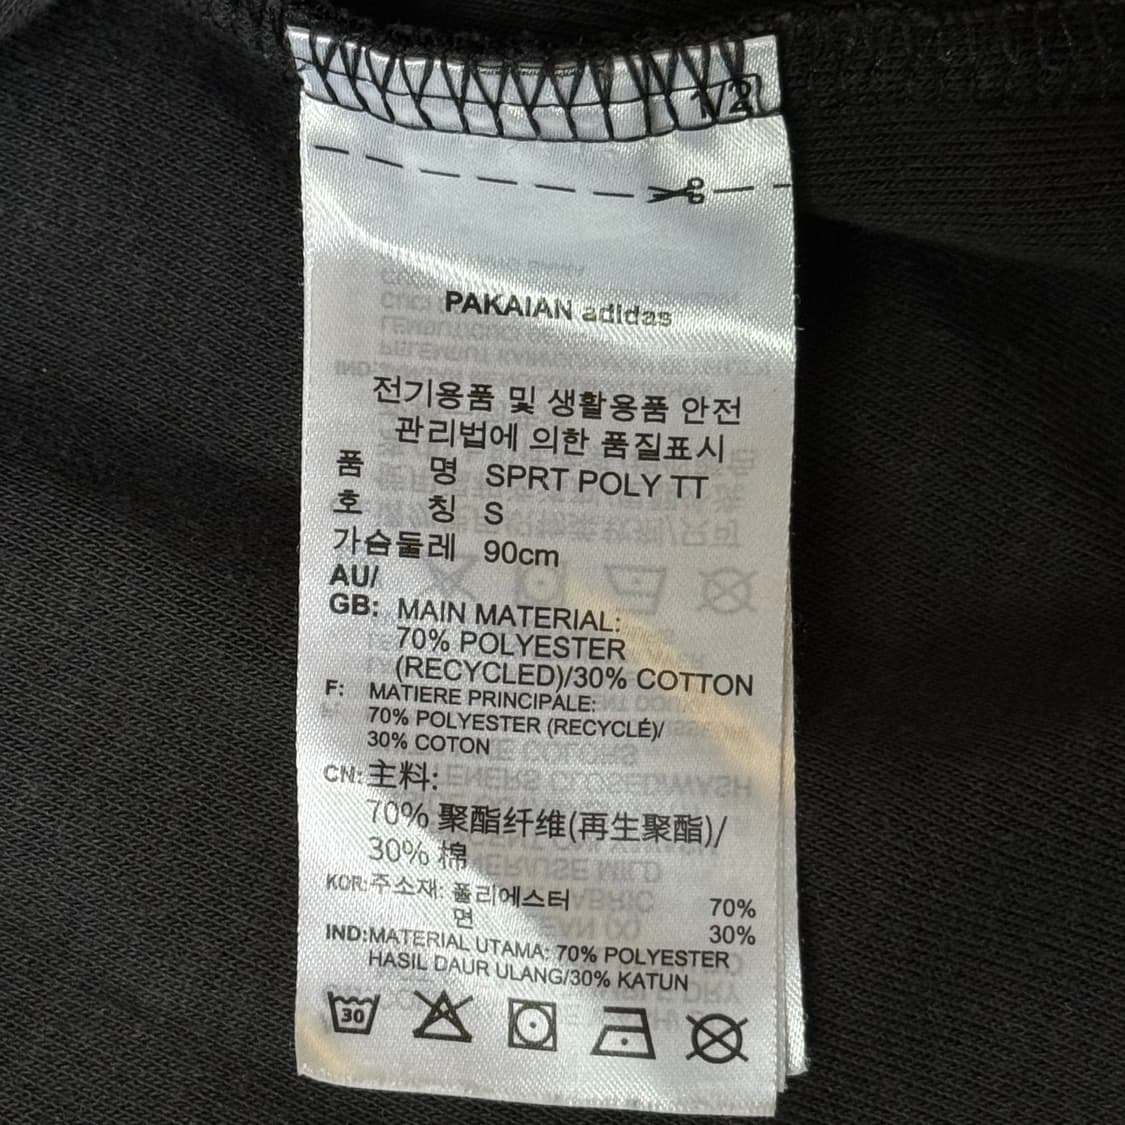 1/2
PAKAIAN adidas
전기용품 및 생활용품 안전
관리법에 의한 품질표시
품 명 SPRT POLY TT
호 칭 S
가슴둘레 90cm
AU/
GB: MAIN MATERIAL:
70% POLYESTER
(RECYCLED)/30% COTTON
F: MATIERE PRINCIPALE:
70% POLYESTER (RECYCLÉ)/
30% COTON
CN: 主料:
70% 聚酯纤维(再生聚酯)/
30% 棉
KOR: 주소재: 폴리에스터 70%
면 30%
IND: MATERIAL UTAMA: 70% POLYESTER
HASIL DAUR ULANG/30% KATUN
30